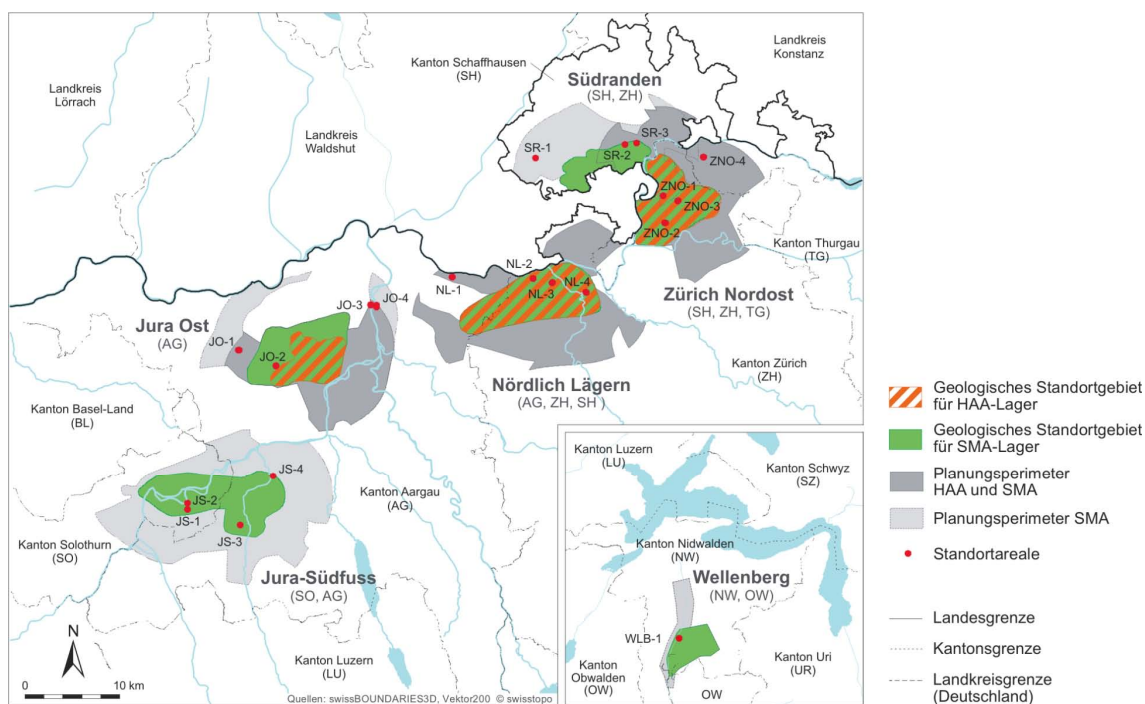 Landkreis
Konstanz
Kanton Schaffhausen
(SH)
Südranden
(SH, ZH)
Landkreis
Lörrach
Landkreis
Waldshut
SR-1
SR-2
SR-3
ZNO-4
ZNO-1
ZNO-3
ZNO-2
Kanton Thurgau
(TG)
NL-1
NL-2
NL-3
NL-4
Zürich Nordost
(SH, ZH, TG)
JO-3
JO-4
Jura Ost
(AG)
JO-1
JO-2
Nördlich Lägern
(AG, ZH, SH )
Kanton Zürich
(ZH)
Kanton Basel-Land
(BL)
JS-4
JS-2
JS-1
JS-3
Kanton Aargau
(AG)
Kanton Solothurn
(SO)
Jura-Südfuss
(SO, AG)
Kanton Luzern
(LU)
N
0 10 km
Quellen: swissBOUNDARIES3D, Vektor200 © swisstopo
Kanton Luzern
(LU)
Kanton Schwyz
(SZ)
Kanton Nidwalden
(NW)
Wellenberg
(NW, OW)
WLB-1
Kanton
Obwalden
(OW)
OW
Kanton Uri
(UR)
Geologisches Standortgebiet
für HAA-Lager
Geologisches Standortgebiet
für SMA-Lager
Planungsperimeter
HAA und SMA
Planungsperimeter SMA
Standortareale
Landesgrenze
Kantonsgrenze
Landkreisgrenze
(Deutschland)